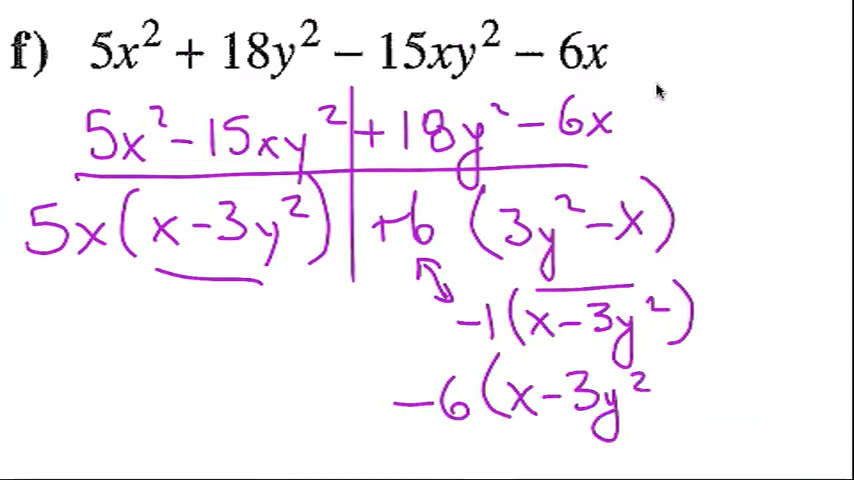 f) 5x² + 18y² − 15xy² − 6x
5x² − 15xy² + 18y² − 6x
5x(x − 3y²) +6 (3y² − x)
−1(x − 3y²)
−6(x − 3y²